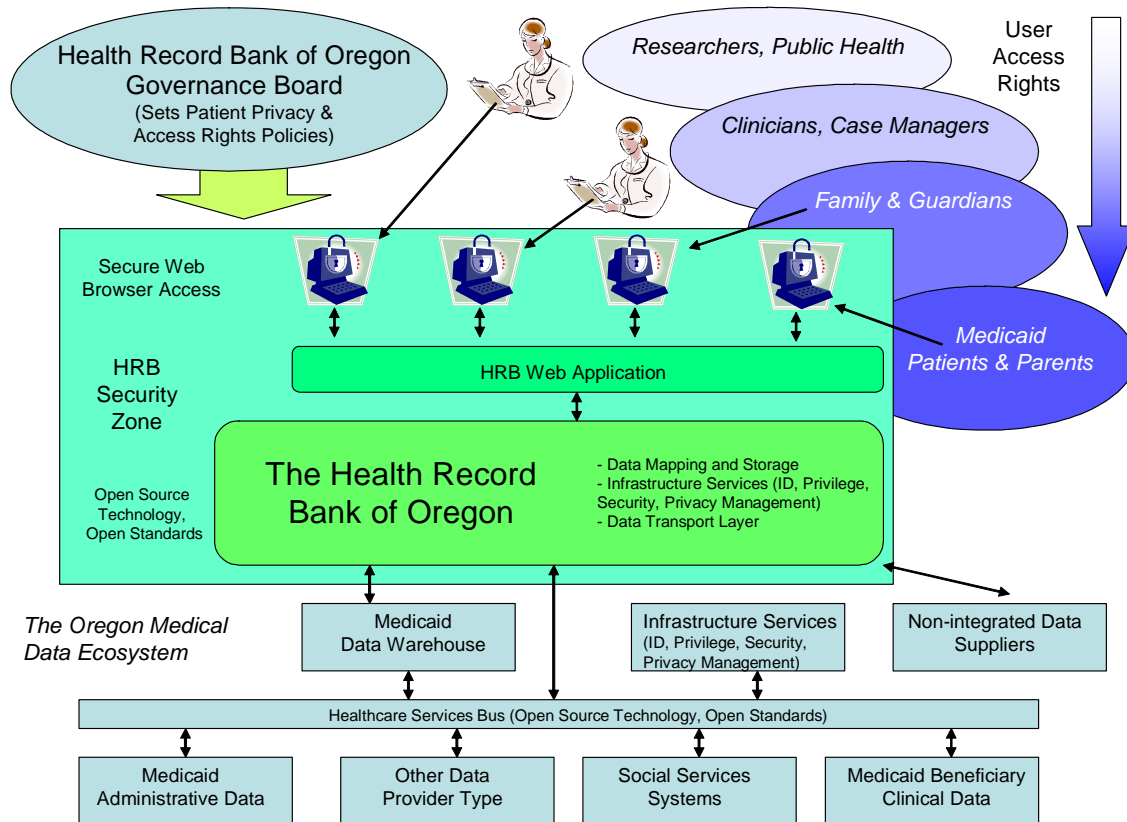 Health Record Bank of Oregon
Governance Board
(Sets Patient Privacy &
Access Rights Policies)
Researchers, Public Health
User
Access
Rights
Clinicians, Case Managers
Family & Guardians
Medicaid
Patients & Parents
Secure Web
Browser Access
HRB
Security
Zone
HRB Web Application
The Health Record
Bank of Oregon
- Data Mapping and Storage
- Infrastructure Services (ID, Privilege,
Security, Privacy Management)
- Data Transport Layer
Open Source
Technology,
Open Standards
The Oregon Medical
Data Ecosystem
Medicaid
Data Warehouse
Infrastructure Services
(ID, Privilege, Security,
Privacy Management)
Non-integrated Data
Suppliers
Healthcare Services Bus (Open Source Technology, Open Standards)
Medicaid
Administrative Data
Other Data
Provider Type
Social Services
Systems
Medicaid Beneficiary
Clinical Data